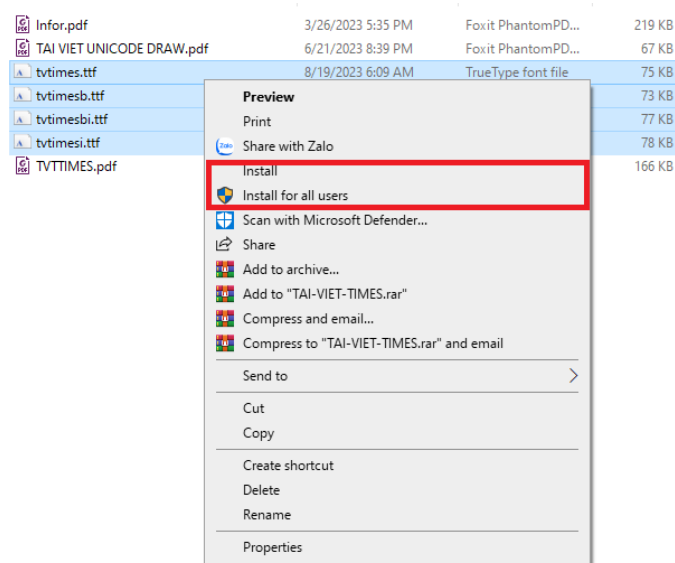 Infor.pdf 3/26/2023 5:35 PM Foxit PhantomPD... 219 KB
TAI VIET UNICODE DRAW.pdf 6/21/2023 8:39 PM Foxit PhantomPD... 67 KB
tvtimes.ttf 8/19/2023 6:09 AM TrueType font file 75 KB
tvtimesb.ttf 73 KB
tvtimesbi.ttf 77 KB
tvtimesi.ttf 78 KB
TVTTIMES.pdf 166 KB
Preview
Print
Zalo Share with Zalo
Install
Install for all users
Scan with Microsoft Defender...
Share
Add to archive...
Add to "TAI-VIET-TIMES.rar"
Compress and email...
Compress to "TAI-VIET-TIMES.rar" and email
Send to
Cut
Copy
Create shortcut
Delete
Rename
Properties